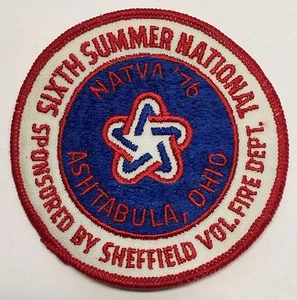 SIXTH SUMMER NATIONAL
NATVA '76
ASHTABULA, OHIO
SPONSORED BY SHEFFIELD VOL. FIRE DEPT.